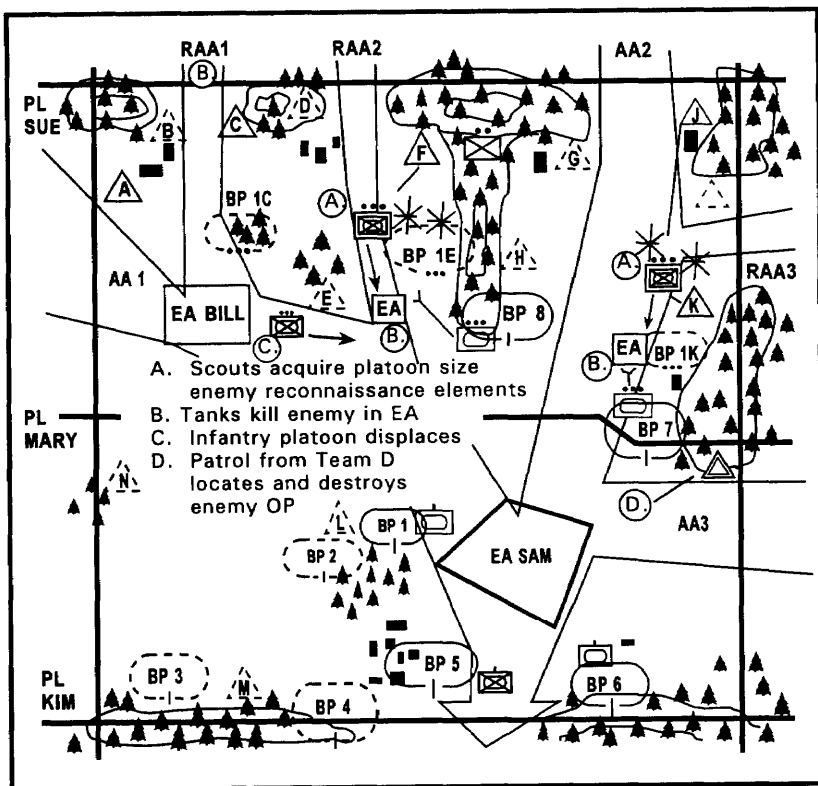 RAA1 RAA2 AA2
B.
PL
SUE
B
C
D
F
G
J
A
BP 1C
A.
BP 1E
H
A.
RAA3
K
AA 1
EA BILL
E
EA
BP 8
C.
B.
EA
BP 1K
B.
A. Scouts acquire platoon size
enemy reconnaissance elements
B. Tanks kill enemy in EA
C. Infantry platoon displaces
D. Patrol from Team D
locates and destroys
enemy OP
PL
MARY
BP 7
N
D.
L
BP 1
AA3
BP 2
EA SAM
BP 3
M
BP 4
BP 5
BP 6
PL
KIM